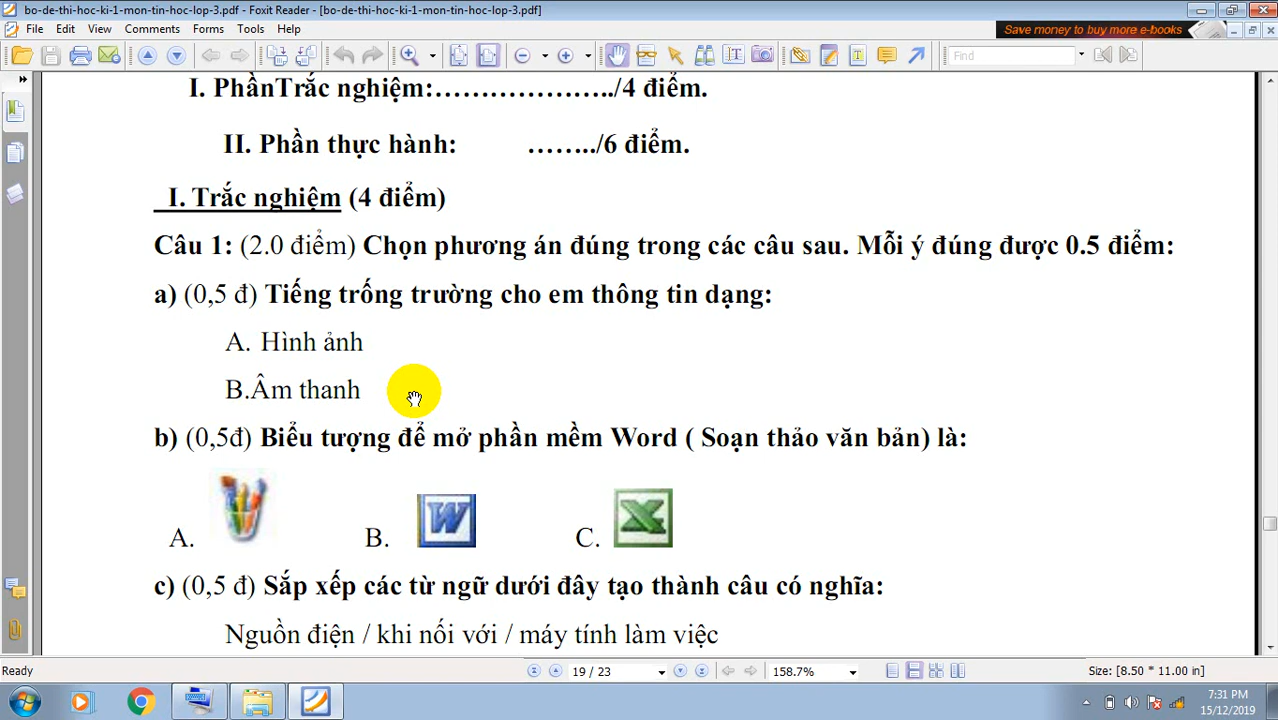 bo-de-thi-hoc-ki-1-mon-tin-hoc-lop-3.pdf - Foxit Reader - [bo-de-thi-hoc-ki-1-mon-tin-hoc-lop-3.pdf]
File Edit View Comments Forms Tools Help
Save money to buy more e-books
Find
I. PhầnTrắc nghiệm:………………../4 điểm.
II. Phần thực hành: ……../6 điểm.
I. Trắc nghiệm (4 điểm)
Câu 1: (2.0 điểm) Chọn phương án đúng trong các câu sau. Mỗi ý đúng được 0.5 điểm:
a) (0,5 đ) Tiếng trống trường cho em thông tin dạng:
A. Hình ảnh
B.Âm thanh
b) (0,5đ) Biểu tượng để mở phần mềm Word ( Soạn thảo văn bản) là:
A. B. W C. X
c) (0,5 đ) Sắp xếp các từ ngữ dưới đây tạo thành câu có nghĩa:
Nguồn điện / khi nối với / máy tính làm việc
Ready 19 / 23 158.7% Size: [8.50 * 11.00 in]
7:31 PM
15/12/2019